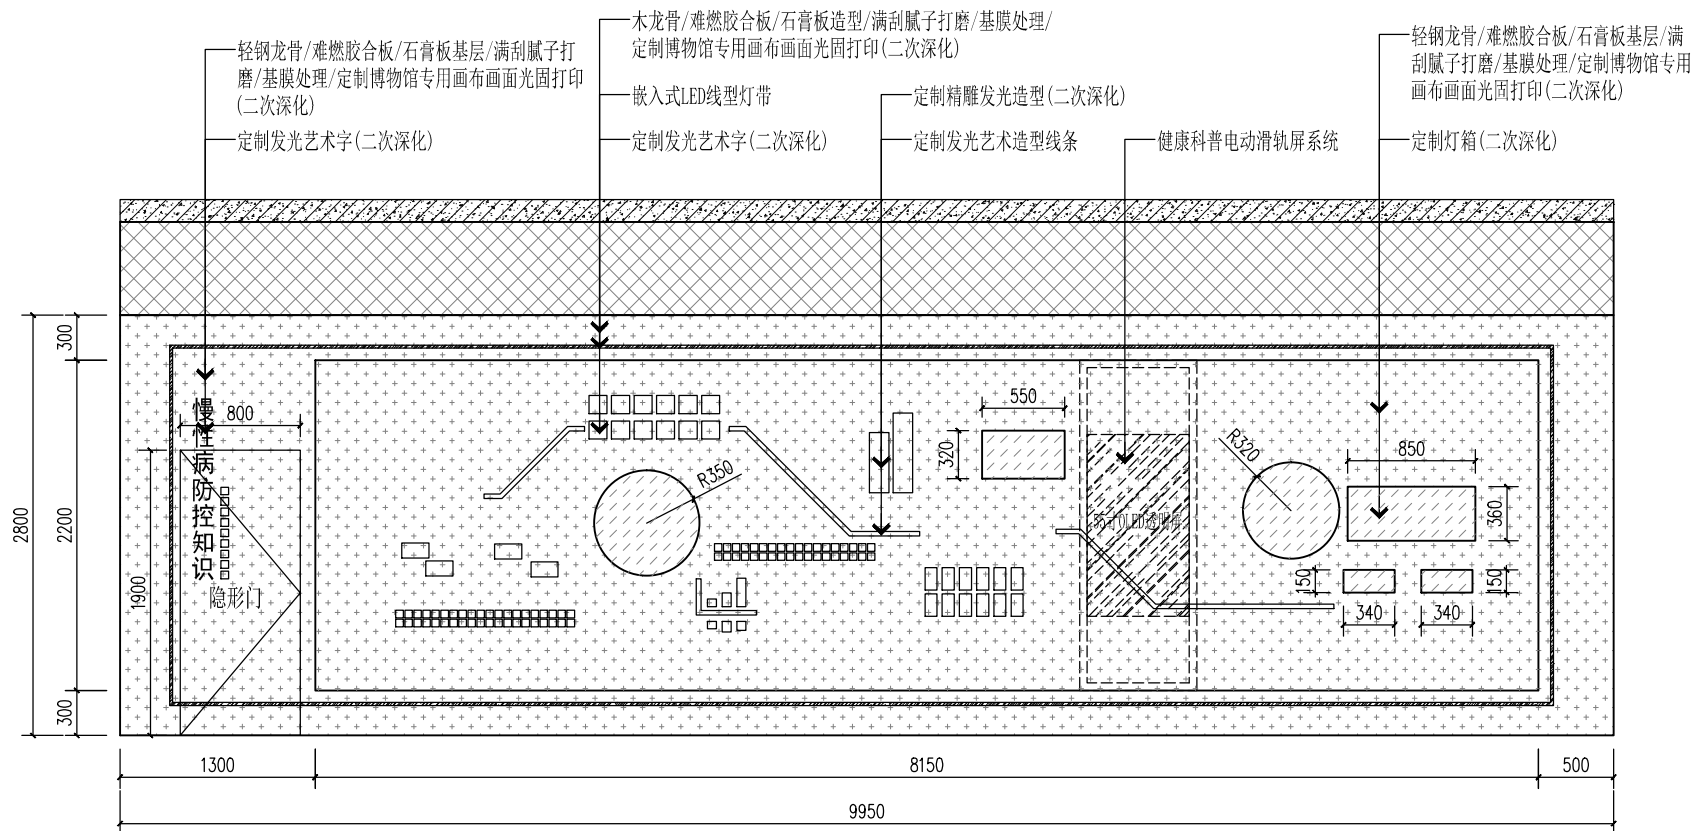 木龙骨/难燃胶合板/石膏板造型/满刮腻子打磨/基膜处理/
定制博物馆专用画布画面光固打印(二次深化)
轻钢龙骨/难燃胶合板/石膏板基层/满刮腻子打
磨/基膜处理/定制博物馆专用画布画面光固打印
(二次深化)
轻钢龙骨/难燃胶合板/石膏板基层/满
刮腻子打磨/基膜处理/定制博物馆专用
画布画面光固打印(二次深化)
嵌入式LED线型灯带
定制精雕发光造型(二次深化)
定制发光艺术字(二次深化)
定制发光艺术字(二次深化)
定制发光艺术造型线条
健康科普电动滑轨屏系统
定制灯箱(二次深化)
300
2200
300
2800
1900
800
慢性病防控知识
隐形门
R350
550
320
55寸OLED透明屏
R320
850
360
150
150
340
340
1300
8150
500
9950